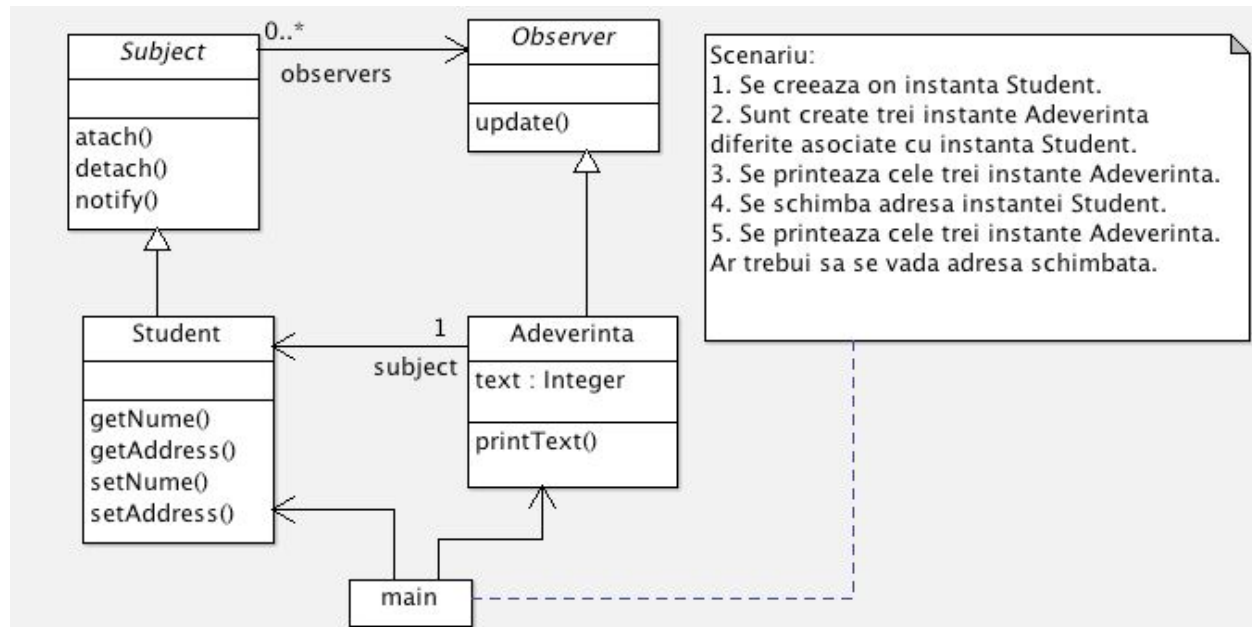 Subject
0..*
observers
atach()
detach()
notify()
Observer
update()
Scenariu:
1. Se creeaza on instanta Student.
2. Sunt create trei instante Adeverinta
diferite asociate cu instanta Student.
3. Se printeaza cele trei instante Adeverinta.
4. Se schimba adresa instantei Student.
5. Se printeaza cele trei instante Adeverinta.
Ar trebui sa se vada adresa schimbata.
Student
getNume()
getAddress()
setNume()
setAddress()
1
subject
Adeverinta
text : Integer
printText()
main